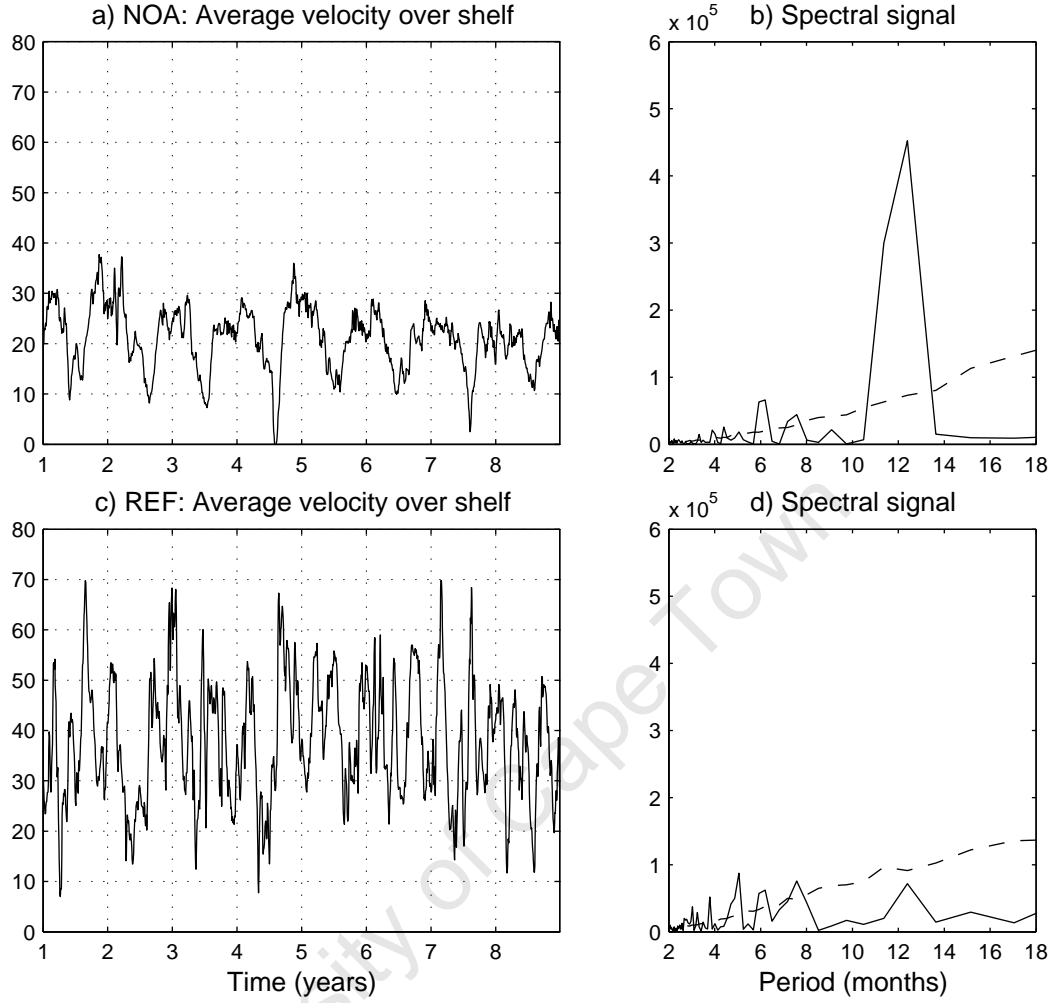 a) NOA: Average velocity over shelf
80
70
60
50
40
30
20
10
0
1 2 3 4 5 6 7 8
b) Spectral signal
x 10^5
6
5
4
3
2
1
0
2 4 6 8 10 12 14 16 18
c) REF: Average velocity over shelf
80
70
60
50
40
30
20
10
0
1 2 3 4 5 6 7 8
Time (years)
d) Spectral signal
x 10^5
6
5
4
3
2
1
0
2 4 6 8 10 12 14 16 18
Period (months)
sity of Cape Town